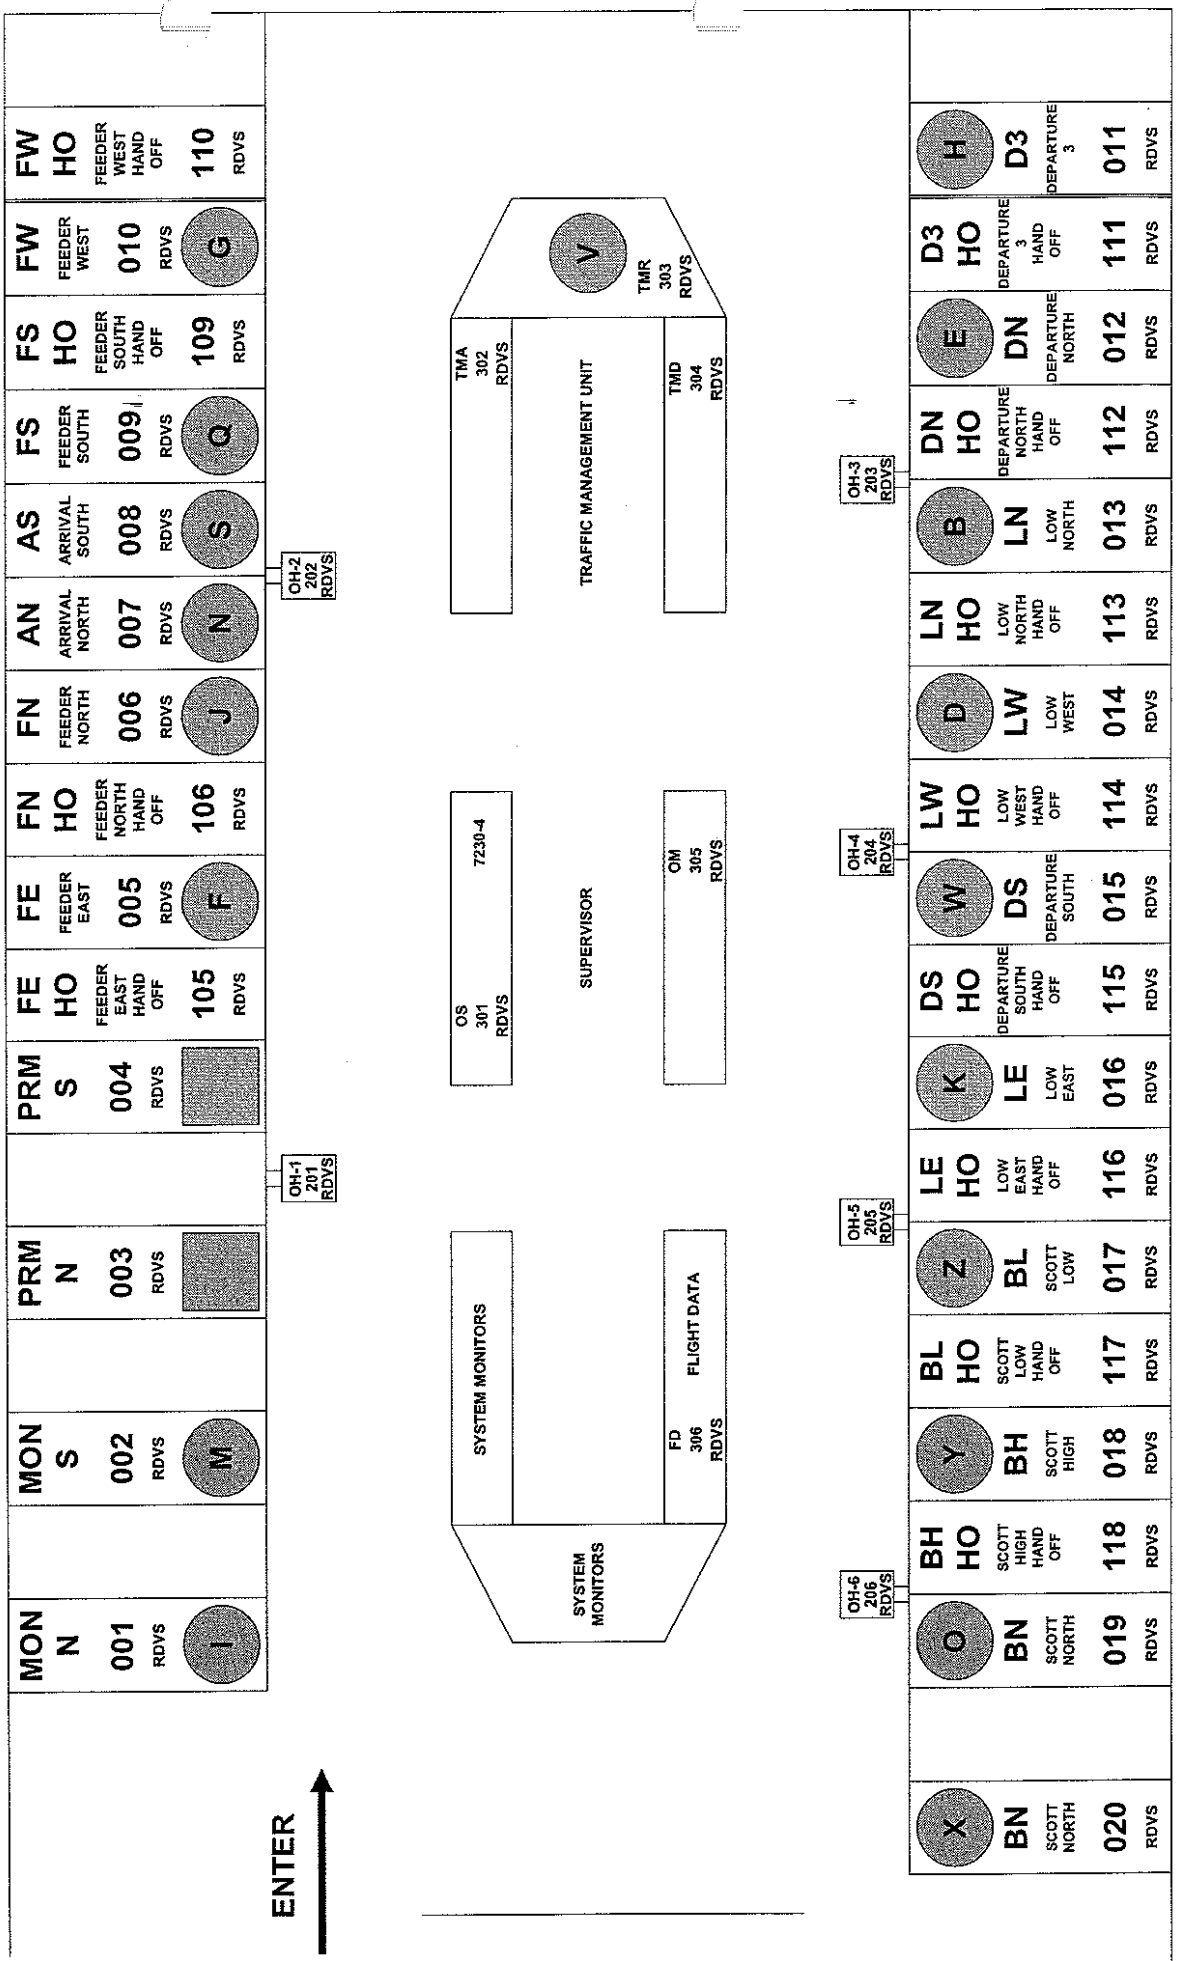 MON
N
001
RDVS
I
MON
S
002
RDVS
M
PRM
N
003
RDVS
PRM
S
004
RDVS
FE
HO
FEEDER
EAST
HAND
OFF
105
RDVS
FE
FEEDER
EAST
005
RDVS
F
FN
HO
FEEDER
NORTH
HAND
OFF
106
RDVS
FN
FEEDER
NORTH
006
RDVS
J
AN
ARRIVAL
NORTH
007
RDVS
N
AS
ARRIVAL
SOUTH
008
RDVS
S
FS
FEEDER
SOUTH
009
RDVS
Q
FS
HO
FEEDER
SOUTH
HAND
OFF
109
RDVS
FW
FEEDER
WEST
010
RDVS
G
FW
HO
FEEDER
WEST
HAND
OFF
110
RDVS
ENTER
OH-1
201
RDVS
OH-2
202
RDVS
SYSTEM
MONITORS
SYSTEM MONITORS
FD
306
RDVS
FLIGHT DATA
OS
301
RDVS
7230-4
SUPERVISOR
OM
305
RDVS
TMA
302
RDVS
TRAFFIC MANAGEMENT UNIT
TMD
304
RDVS
V
TMR
303
RDVS
OH-6
206
RDVS
OH-5
205
RDVS
OH-4
204
RDVS
OH-3
203
RDVS
X
BN
SCOTT
NORTH
020
RDVS
O
BN
SCOTT
NORTH
019
RDVS
BH
HO
SCOTT
HIGH
HAND
OFF
118
RDVS
Y
BH
SCOTT
HIGH
018
RDVS
BL
HO
SCOTT
LOW
HAND
OFF
117
RDVS
Z
BL
SCOTT
LOW
017
RDVS
LE
HO
LOW
EAST
HAND
OFF
116
RDVS
K
LE
LOW
EAST
016
RDVS
DS
HO
DEPARTURE
SOUTH
HAND
OFF
115
RDVS
W
DS
DEPARTURE
SOUTH
015
RDVS
LW
HO
LOW
WEST
HAND
OFF
114
RDVS
D
LW
LOW
WEST
014
RDVS
LN
HO
LOW
NORTH
HAND
OFF
113
RDVS
B
LN
LOW
NORTH
013
RDVS
DN
HO
DEPARTURE
NORTH
HAND
OFF
112
RDVS
E
DN
DEPARTURE
NORTH
012
RDVS
D3
HO
DEPARTURE
3
HAND
OFF
111
RDVS
H
D3
DEPARTURE
3
011
RDVS